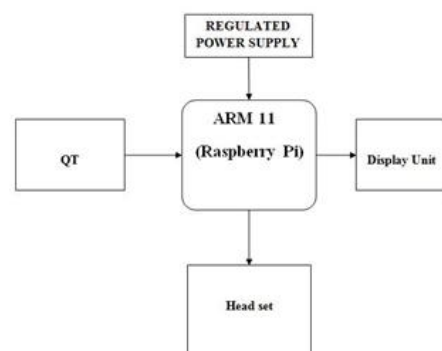 REGULATED
POWER SUPPLY
ARM 11
(Raspberry Pi)
QT
Display Unit
Head set